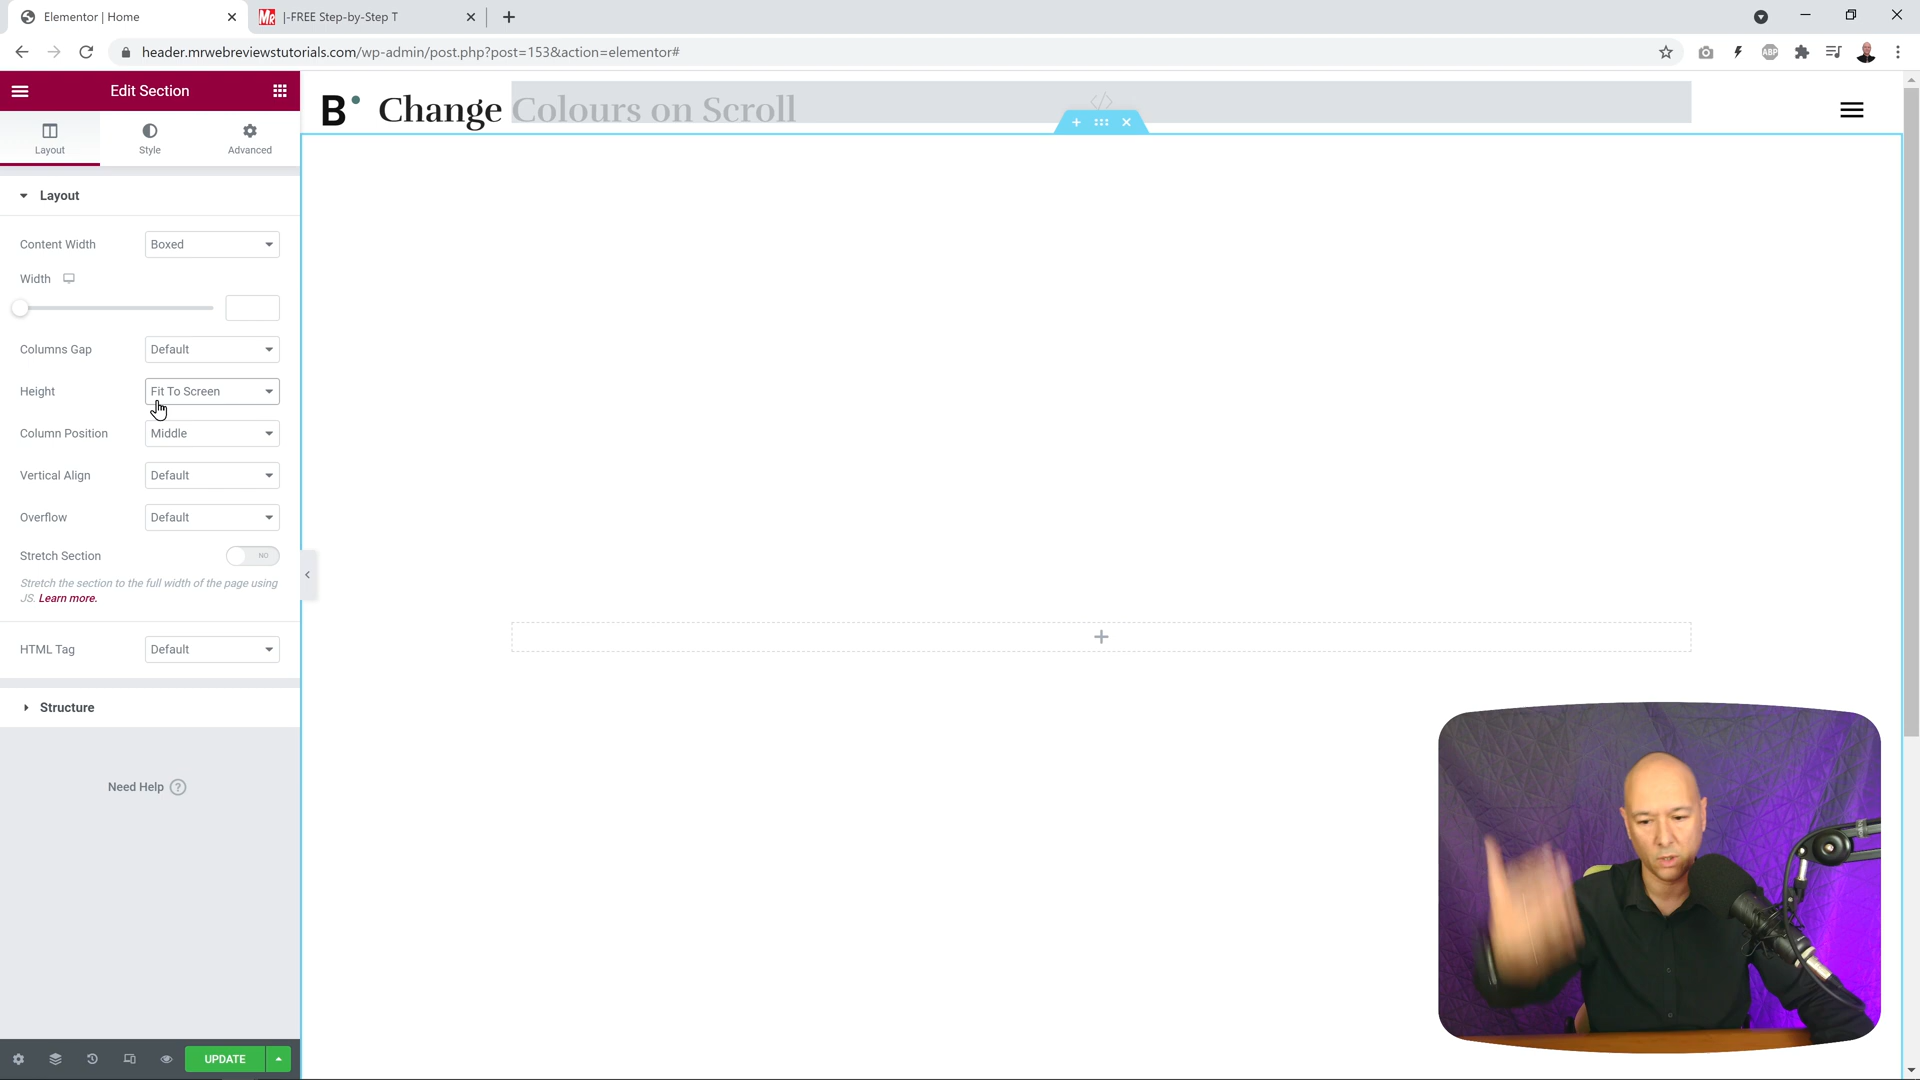 Elementor | Home
|-FREE Step-by-Step T
header.mrwebreviewstutorials.com/wp-admin/post.php?post=153&action=elementor#
ABP
Edit Section
Layout
Style
Advanced
B
Change Colours on Scroll
Layout
Content Width
Boxed
Width
Columns Gap
Default
Height
Fit To Screen
Column Position
Middle
Vertical Align
Default
Overflow
Default
Stretch Section
NO
Stretch the section to the full width of the page using
JS. Learn more.
HTML Tag
Default
Structure
Need Help
UPDATE